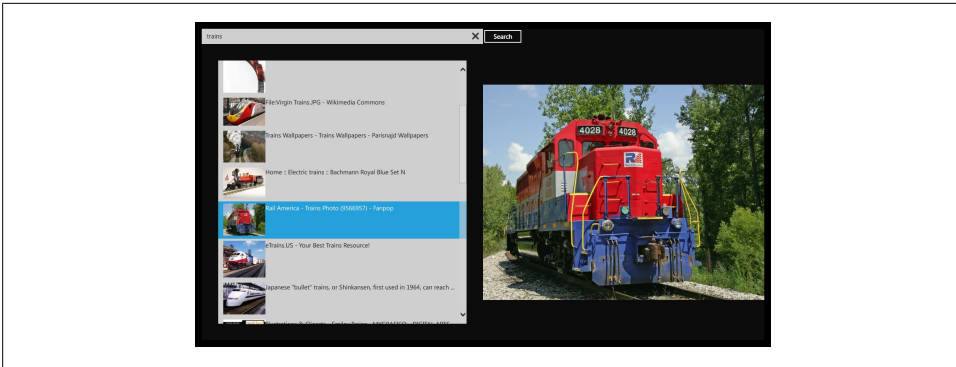 trains
Search
File:Virgin Trains.JPG - Wikimedia Commons
Trains Wallpapers - Trains Wallpapers - Parisnajd Wallpapers
Home :: Electric trains :: Bachmann Royal Blue Set N
Rail America - Trains Photo (9566957) - Fanpop
eTrains.US - Your Best Trains Resource!
Japanese "bullet" trains, or Shinkansen, first used in 1964, can reach ...
4028 4028